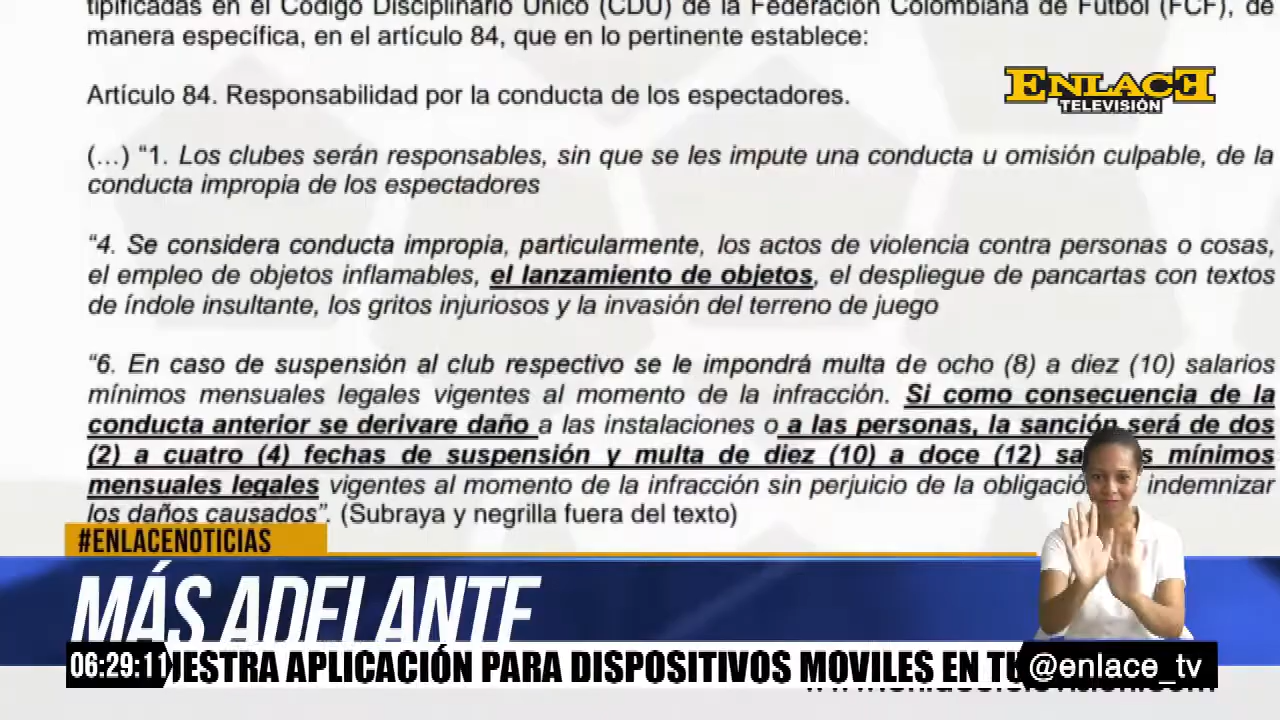 tipificadas en el Código Disciplinario Único (CDU) de la Federación Colombiana de Fútbol (FCF), de
manera específica, en el artículo 84, que en lo pertinente establece:
Artículo 84. Responsabilidad por la conducta de los espectadores.
(…) “1. Los clubes serán responsables, sin que se les impute una conducta u omisión culpable, de la
conducta impropia de los espectadores
“4. Se considera conducta impropia, particularmente, los actos de violencia contra personas o cosas,
el empleo de objetos inflamables, el lanzamiento de objetos, el despliegue de pancartas con textos
de índole insultante, los gritos injuriosos y la invasión del terreno de juego
“6. En caso de suspensión al club respectivo se le impondrá multa de ocho (8) a diez (10) salarios
mínimos mensuales legales vigentes al momento de la infracción. Si como consecuencia de la
conducta anterior se derivare daño a las instalaciones o a las personas, la sanción será de dos
(2) a cuatro (4) fechas de suspensión y multa de diez (10) a doce (12) mínimos
mensuales legales vigentes al momento de la infracción sin perjuicio de la indemnizar
los daños causados”. (Subraya y negrilla fuera del texto)
ENLACE
TELEVISIÓN
#ENLACENOTICIAS
MÁS ADELANTE
06:29:11 APLICACIÓN PARA DISPOSITIVOS MOVILES EN @enlace_tv